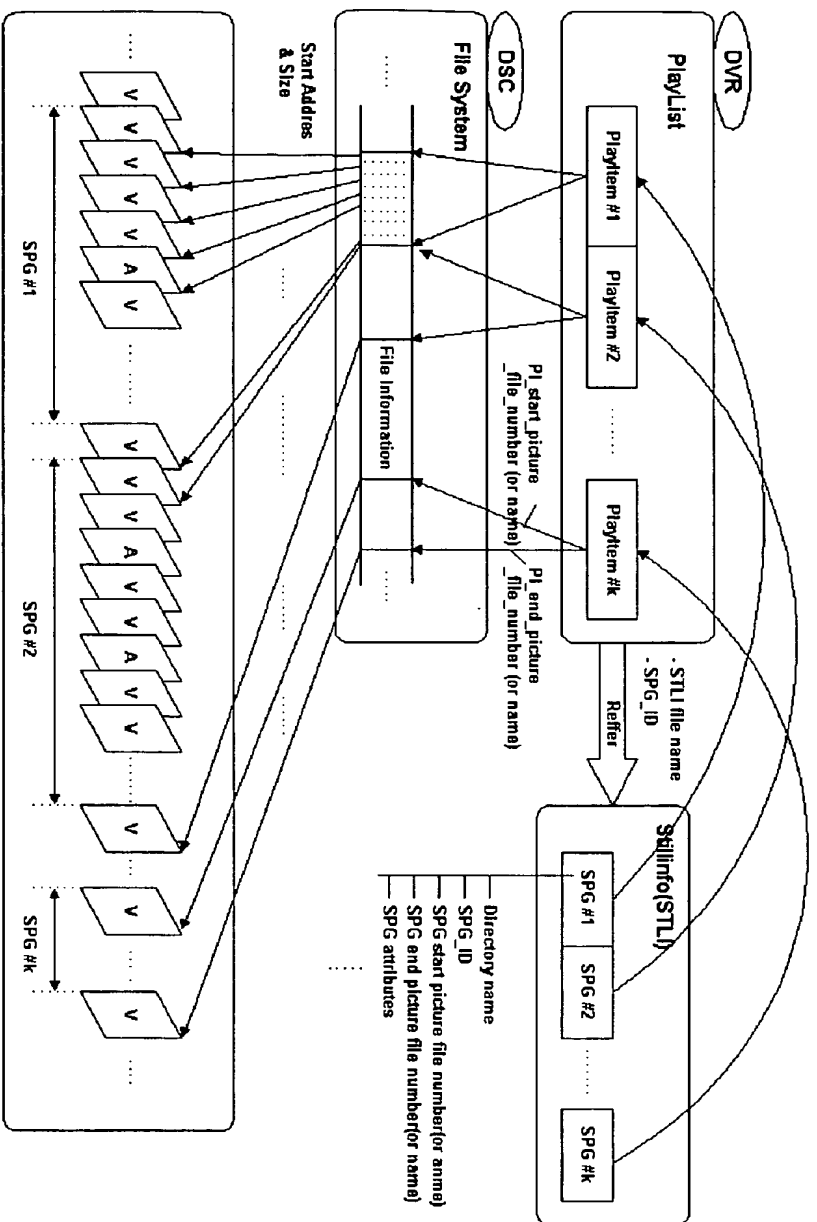 DVR
PlayList
PlayItem #1
PlayItem #2
......
PlayItem #k
- STLI file name
- SPG_ID
Reffer
Stillinfo(STLI)
SPG #1
SPG #2
......
SPG #k
Directory name
SPG_ID
SPG start picture file number(or anme)
SPG end picture file number(or name)
SPG attributes
......
PI_start_picture
_file_number (or name)
PI_end_picture
_file_number (or name)
DSC
File System
......
File Information
......
Start Addres
& Size
......
......
......
......
V
V
V
V
V
A
V
......
V
V
V
A
V
V
A
V
V
......
V
......
V
......
V
......
SPG #1
SPG #2
SPG #k